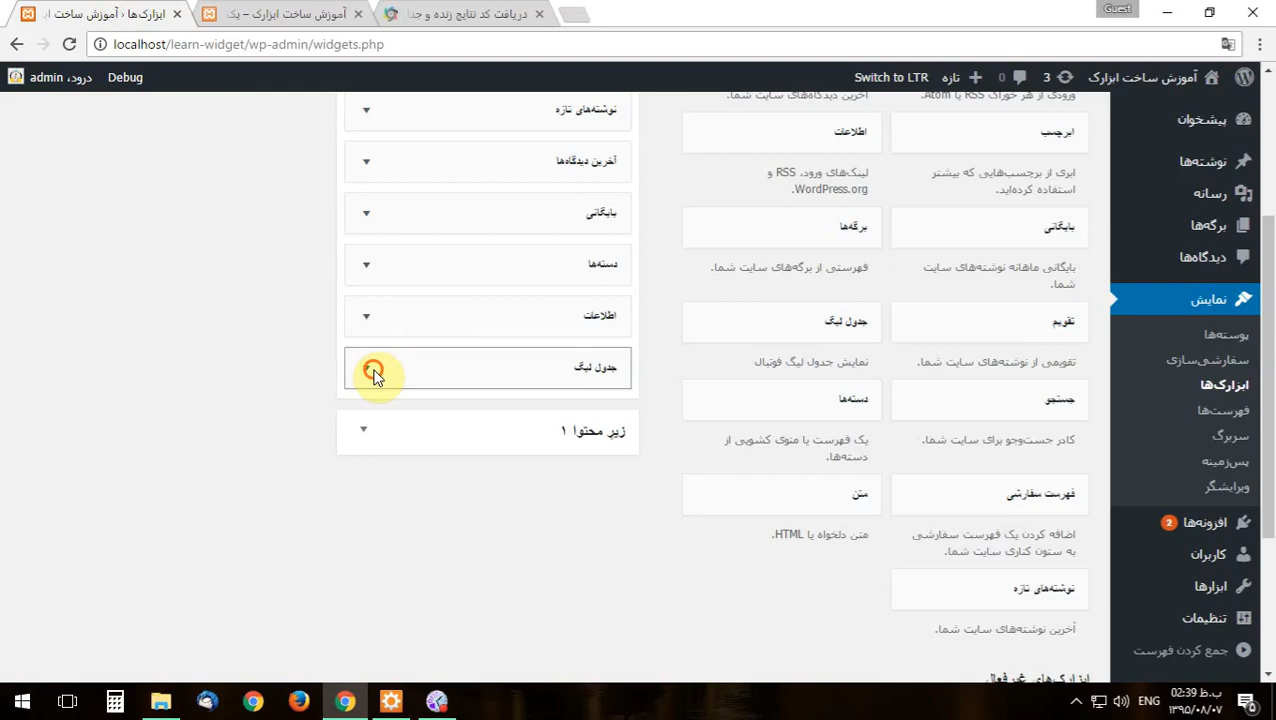 ابزارک‌ها ‹ آموزش ساخت ابز
آموزش ساخت ابزارک – یک
دریافت کد نتایج زنده و جدا
Guest
localhost/learn-widget/wp-admin/widgets.php
آموزش ساخت ابزارک
3
0
تازه
Switch to LTR
Debug
درود، admin
پیشخوان
نوشته‌ها
رسانه
برگه‌ها
دیدگاه‌ها
نمایش
پوسته‌ها
سفارشی‌سازی
ابزارک‌ها
فهرست‌ها
سربرگ
پس‌زمینه
ویرایشگر
افزونه‌ها 2
کاربران
ابزارها
تنظیمات
جمع کردن فهرست
ورودی از هر خوراک RSS یا Atom.
آخرین دیدگاه‌های سایت شما.
ابرچسب
اطلاعات
ابری از برچسب‌هایی که بیشتر
استفاده کرده‌اید.
لینک‌های ورود، RSS و
WordPress.org.
بایگانی
برگه‌ها
بایگانی ماهانه نوشته‌های سایت
شما.
فهرستی از برگه‌های سایت شما.
تقویم
جدول لیگ
تقویمی از نوشته‌های سایت شما.
نمایش جدول لیگ فوتبال
جستجو
دسته‌ها
کادر جست‌وجو برای سایت شما.
یک فهرست یا منوی کشویی از
دسته‌ها.
فهرست سفارشی
متن
اضافه کردن یک فهرست سفارشی
به ستون کناری سایت شما.
متن دلخواه یا HTML.
نوشته‌های تازه
آخرین نوشته‌های سایت شما.
ابزارک‌های غیرفعال
نوشته‌های تازه
آخرین دیدگاه‌ها
بایگانی
دسته‌ها
اطلاعات
جدول لیگ
زیرِ محتوا ۱
ENG
02:39 ب.ظ
۱۳۹۵/۰۸/۰۷